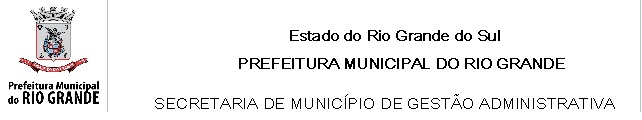 Estado do Rio Grande do Sul
PREFEITURA MUNICIPAL DO RIO GRANDE
SECRETARIA DE MUNICÍPIO DE GESTÃO ADMINISTRATIVA
Prefeitura Municipal
do RIO GRANDE